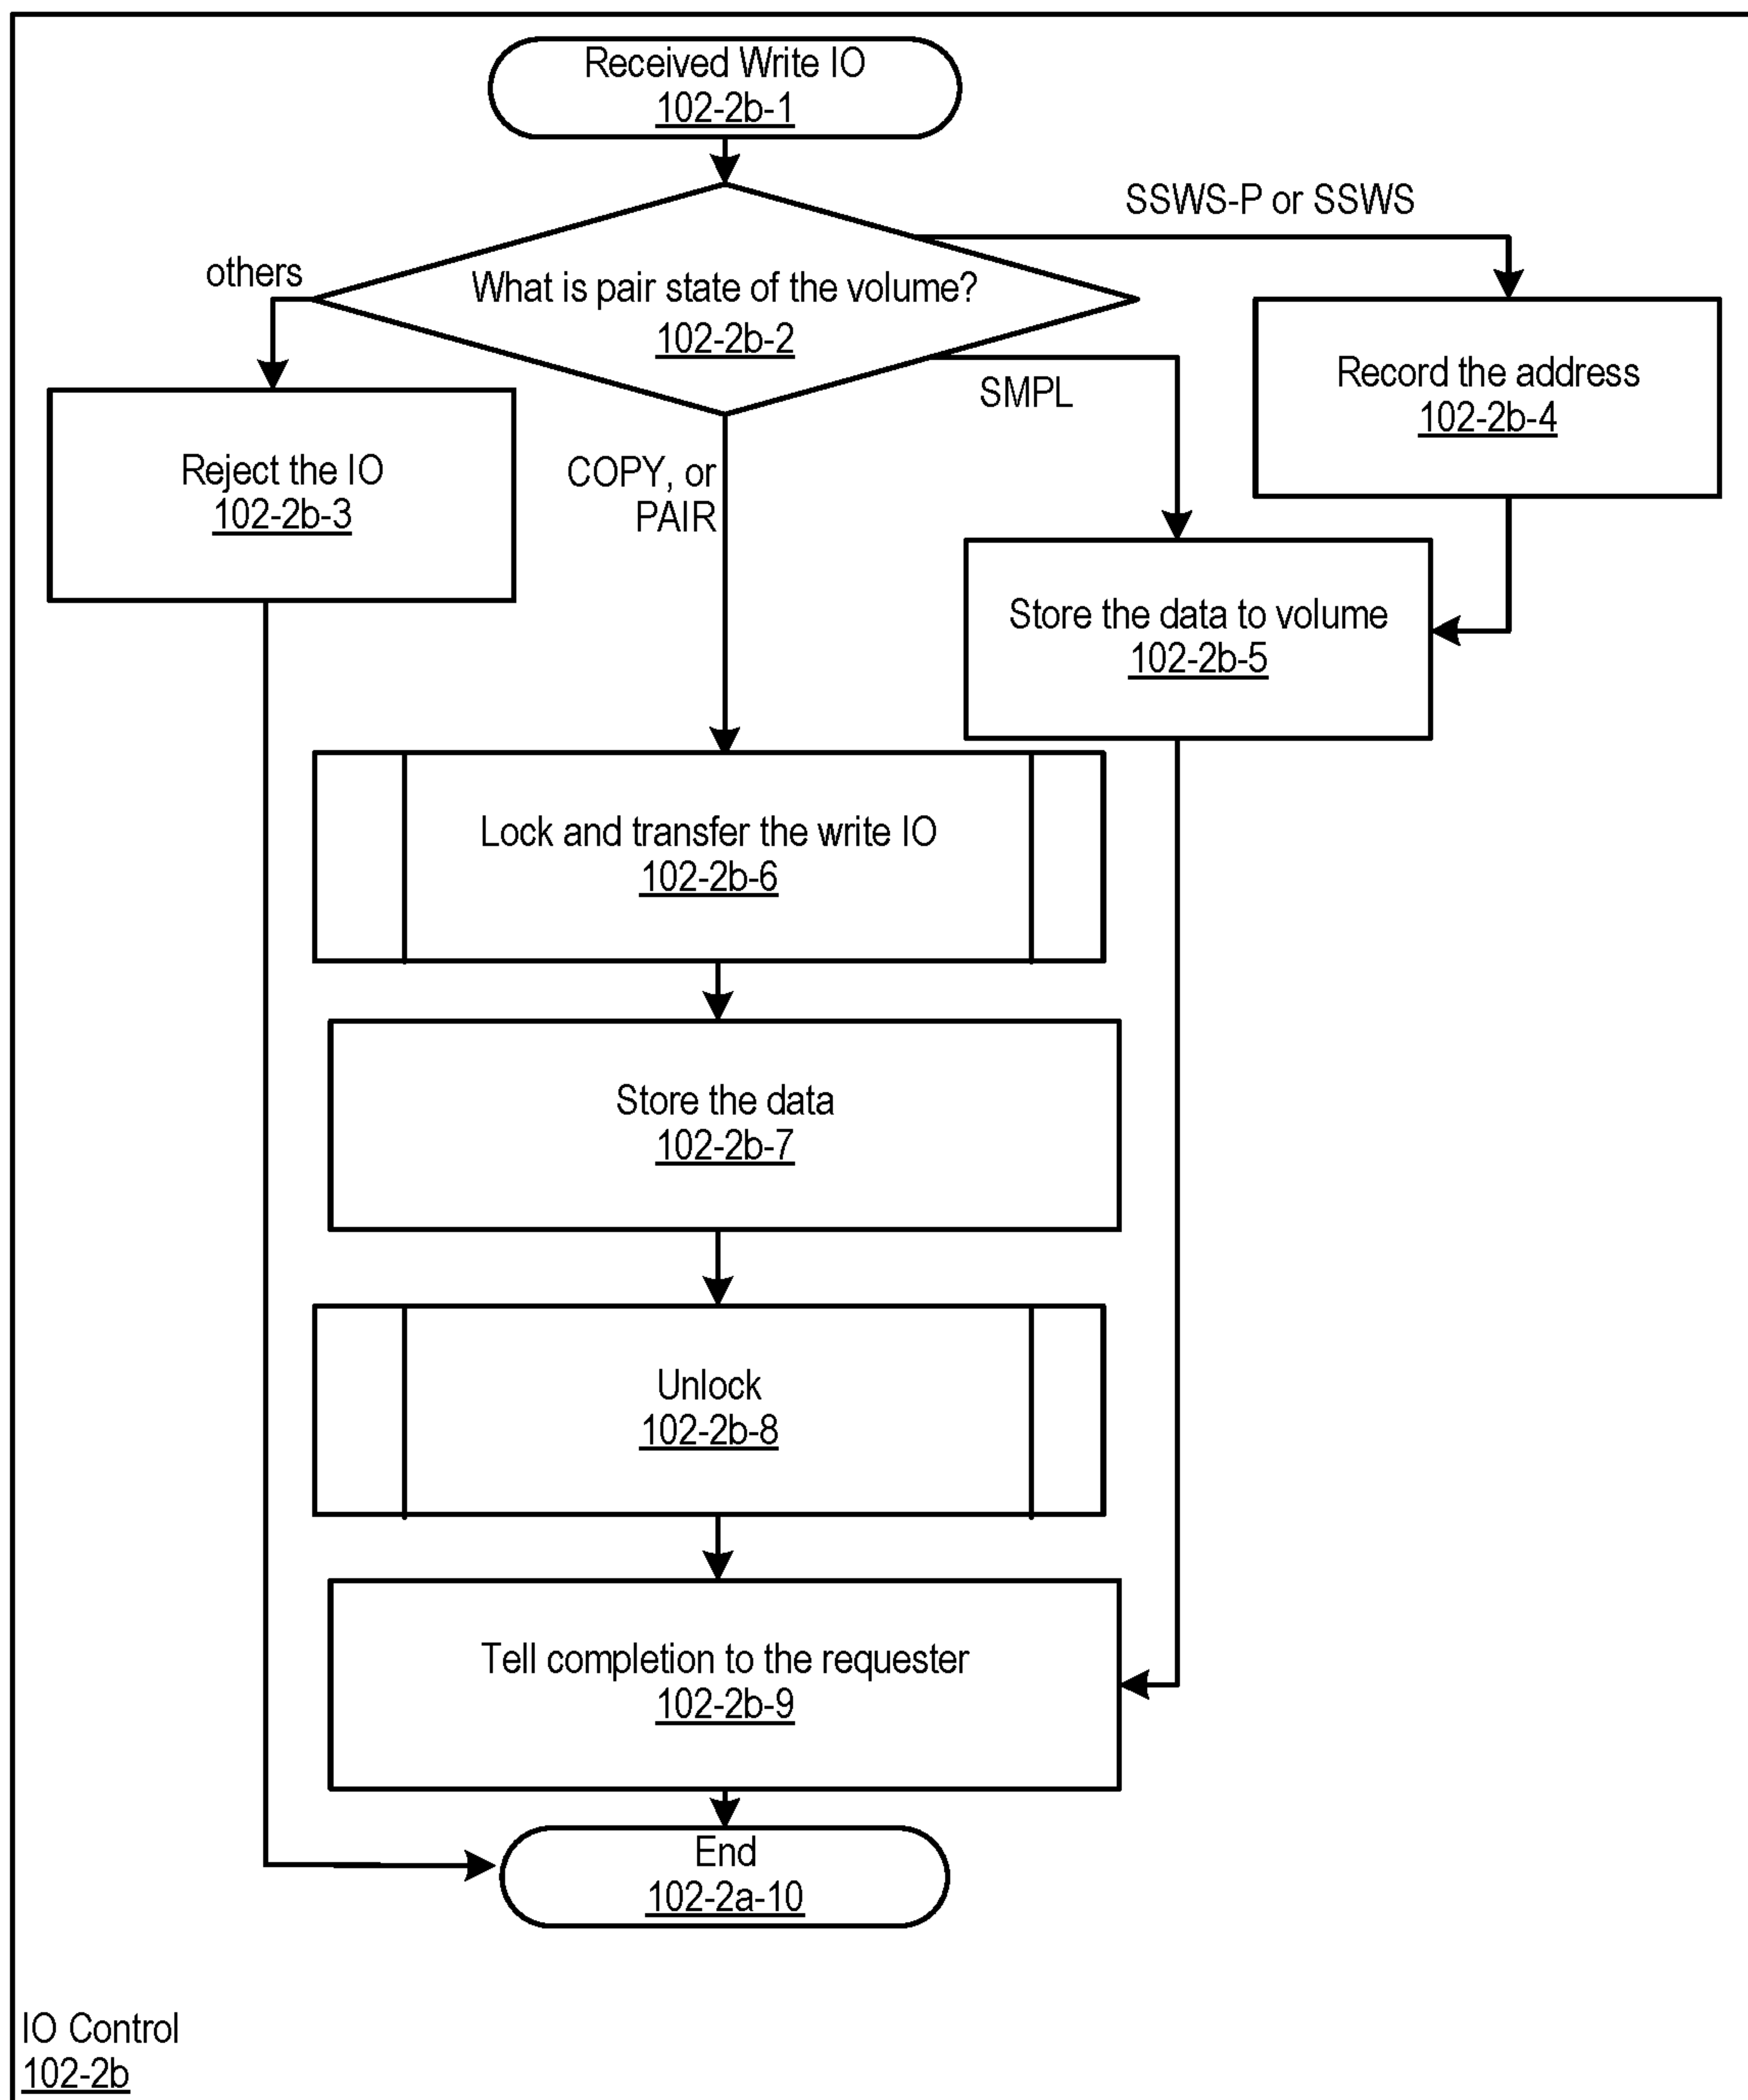 Received Write IO
102-2b-1
SSWS-P or SSWS
others
What is pair state of the volume?
102-2b-2
SMPL
Record the address
102-2b-4
Reject the IO
102-2b-3
COPY, or
PAIR
Store the data to volume
102-2b-5
Lock and transfer the write IO
102-2b-6
Store the data
102-2b-7
Unlock
102-2b-8
Tell completion to the requester
102-2b-9
End
102-2a-10
IO Control
102-2b